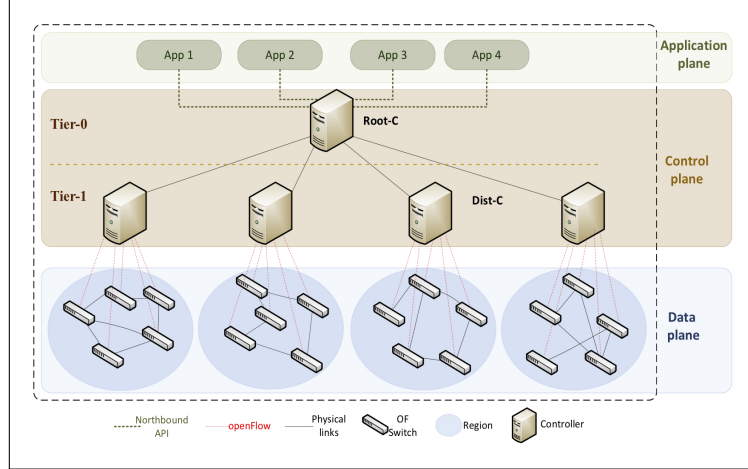 App 1
App 2
App 3
App 4
Application
plane
Tier-0
Root-C
Control
plane
Tier-1
Dist-C
Data
plane
Northbound
API
openFlow
Physical
links
OF
Switch
Region
Controller